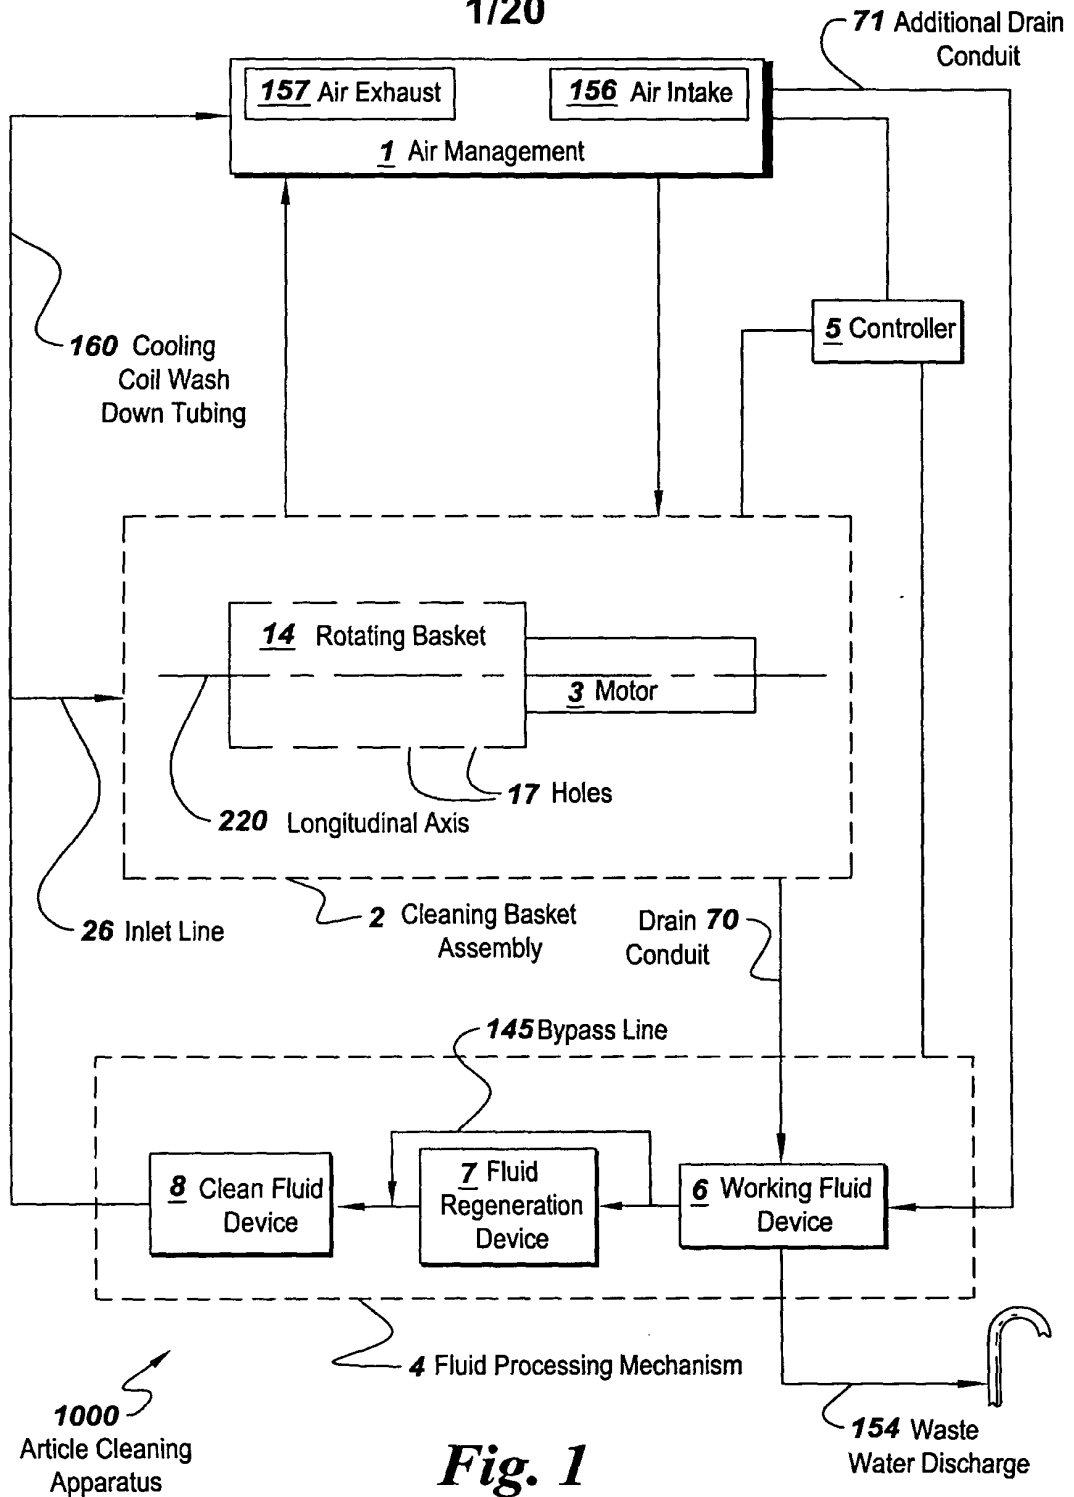 1/20
71 Additional Drain
Conduit
157 Air Exhaust
156 Air Intake
1 Air Management
5 Controller
160 Cooling
Coil Wash
Down Tubing
14 Rotating Basket
3 Motor
17 Holes
220 Longitudinal Axis
26 Inlet Line
2 Cleaning Basket
Assembly
Drain 70
Conduit
145 Bypass Line
8 Clean Fluid
Device
7 Fluid
Regeneration
Device
6 Working Fluid
Device
4 Fluid Processing Mechanism
1000
Article Cleaning
Apparatus
154 Waste
Water Discharge
Fig. 1